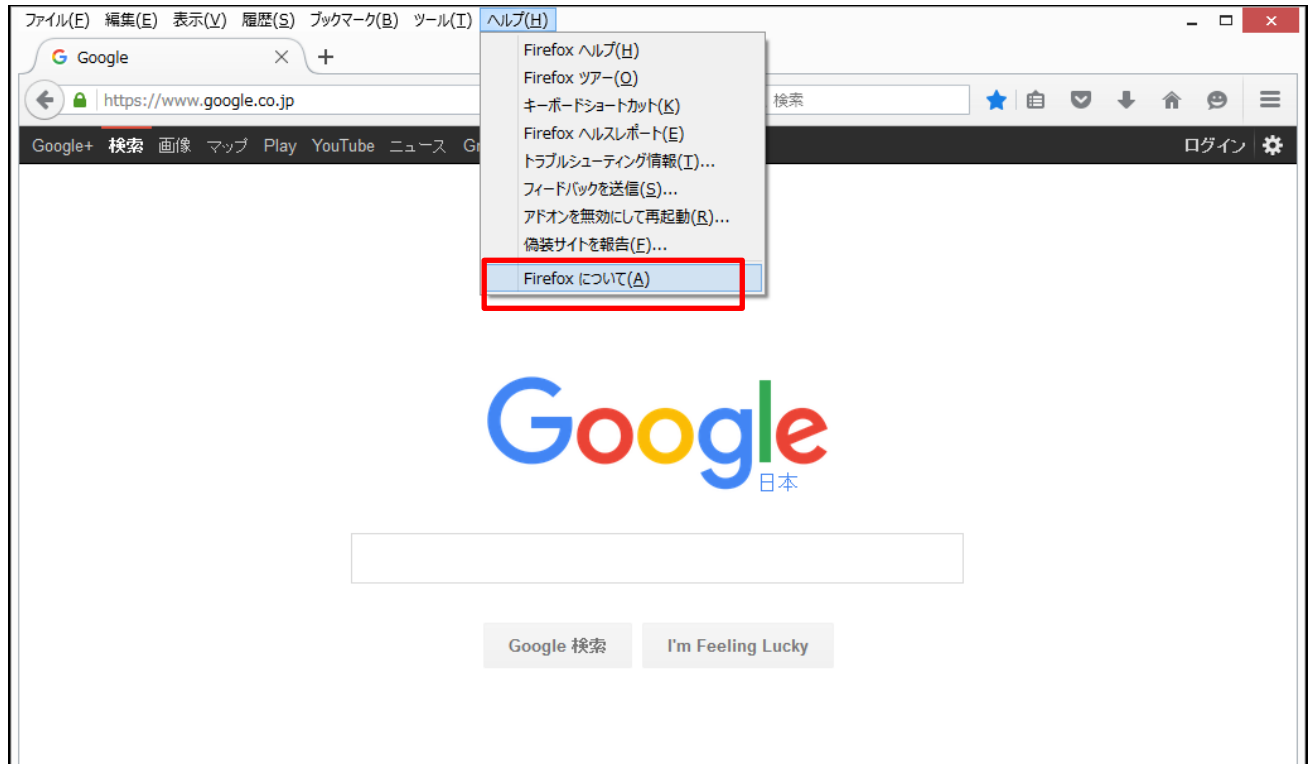 ファイル(F) 編集(E) 表示(V) 履歴(S) ブックマーク(B) ツール(T) ヘルプ(H)
Google
https://www.google.co.jp
検索
Google+ 検索 画像 マップ Play YouTube ニュース G
ログイン
Firefox ヘルプ(H)
Firefox ツアー(O)
キーボードショートカット(K)
Firefox ヘルスレポート(E)
トラブルシューティング情報(T)...
フィードバックを送信(S)...
アドオンを無効にして再起動(R)...
偽装サイトを報告(F)...
Firefox について(A)
Google
日本
Google 検索
I'm Feeling Lucky